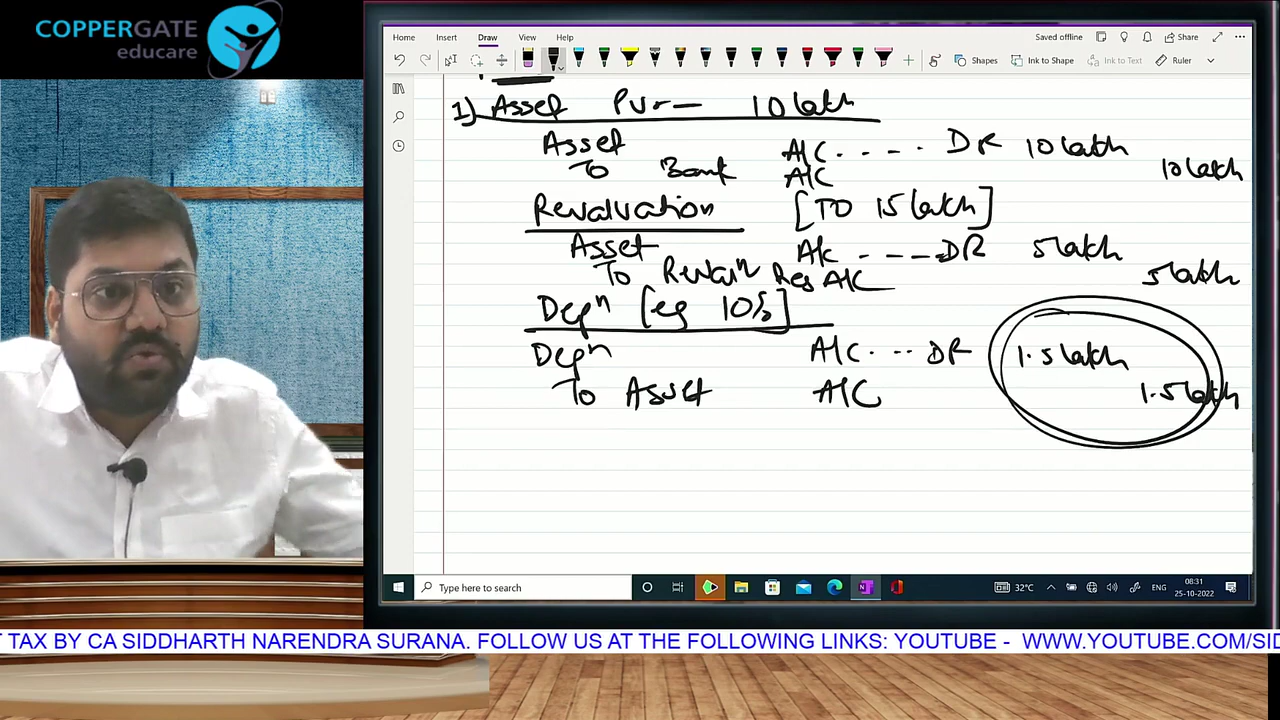 COPPERGATE
educare
Home Insert Draw View Help
Saved offline
Share
Shapes
Ink to Shape
Ink to Text
Ruler
1) Asset Pur— 10 lakh
Asset A/C. . . . . DR 10 lakh
To Bank A/C 10 lakh
Revaluation [TO 15 lakh]
Asset A/c - - - - DR 5 lakh
To Revalⁿ Res A/C 5 lakh
Depⁿ [eg 10%]
Depⁿ A/C. . . DR 1.5 lakh
To Asset A/C 1.5 lakh
Type here to search
32°C
ENG
08:31
25-10-2022
T TAX BY CA SIDDHARTH NARENDRA SURANA. FOLLOW US AT THE FOLLOWING LINKS: YOUTUBE - WWW.YOUTUBE.COM/SID